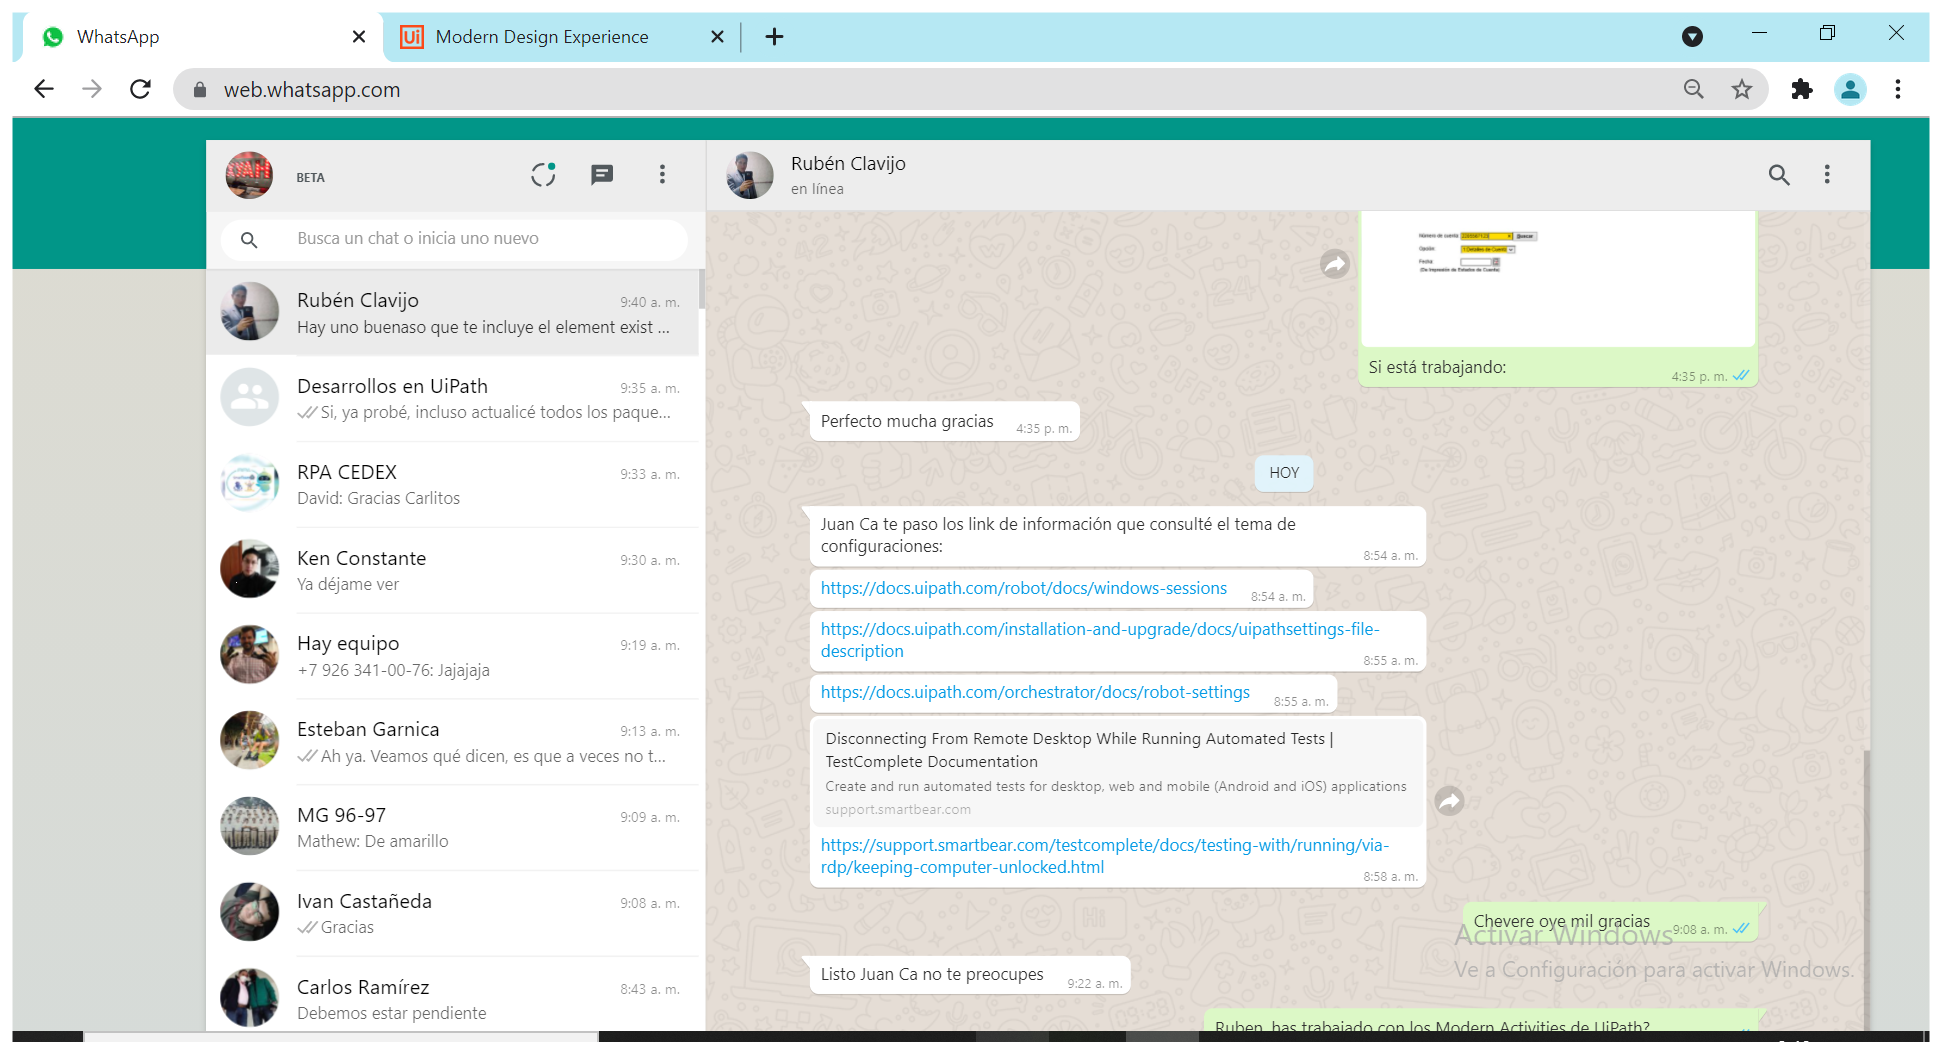 WhatsApp
Modern Design Experience
web.whatsapp.com
BETA
Busca un chat o inicia uno nuevo
Rubén Clavijo
9:40 a. m.
Hay uno buenaso que te incluye el element exist ...
Desarrollos en UiPath
9:35 a. m.
Si, ya probé, incluso actualicé todos los paque...
RPA CEDEX
9:33 a. m.
David: Gracias Carlitos
Ken Constante
9:30 a. m.
Ya déjame ver
Hay equipo
9:19 a. m.
+7 926 341-00-76: Jajajaja
Esteban Garnica
9:13 a. m.
Ah ya. Veamos qué dicen, es que a veces no t...
MG 96-97
9:09 a. m.
Mathew: De amarillo
Ivan Castañeda
9:08 a. m.
Gracias
Carlos Ramírez
8:43 a. m.
Debemos estar pendiente
Rubén Clavijo
en línea
Número de cuenta
Buscar
Opción:
Fecha:
(De Impresión de Estados de Cuenta)
Si está trabajando:
4:35 p. m.
Perfecto mucha gracias
4:35 p. m.
HOY
Juan Ca te paso los link de información que consulté el tema de
configuraciones:
8:54 a. m.
https://docs.uipath.com/robot/docs/windows-sessions
8:54 a. m.
https://docs.uipath.com/installation-and-upgrade/docs/uipathsettings-file-
description
8:55 a. m.
https://docs.uipath.com/orchestrator/docs/robot-settings
8:55 a. m.
Disconnecting From Remote Desktop While Running Automated Tests |
TestComplete Documentation
Create and run automated tests for desktop, web and mobile (Android and iOS) applications
support.smartbear.com
https://support.smartbear.com/testcomplete/docs/testing-with/running/via-
rdp/keeping-computer-unlocked.html
8:58 a. m.
Chevere oye mil gracias
9:08 a. m.
Activar Windows
Ve a Configuración para activar Windows.
Listo Juan Ca no te preocupes
9:22 a. m.
Ruben, has trabajado con los Modern Activities de UiPath?